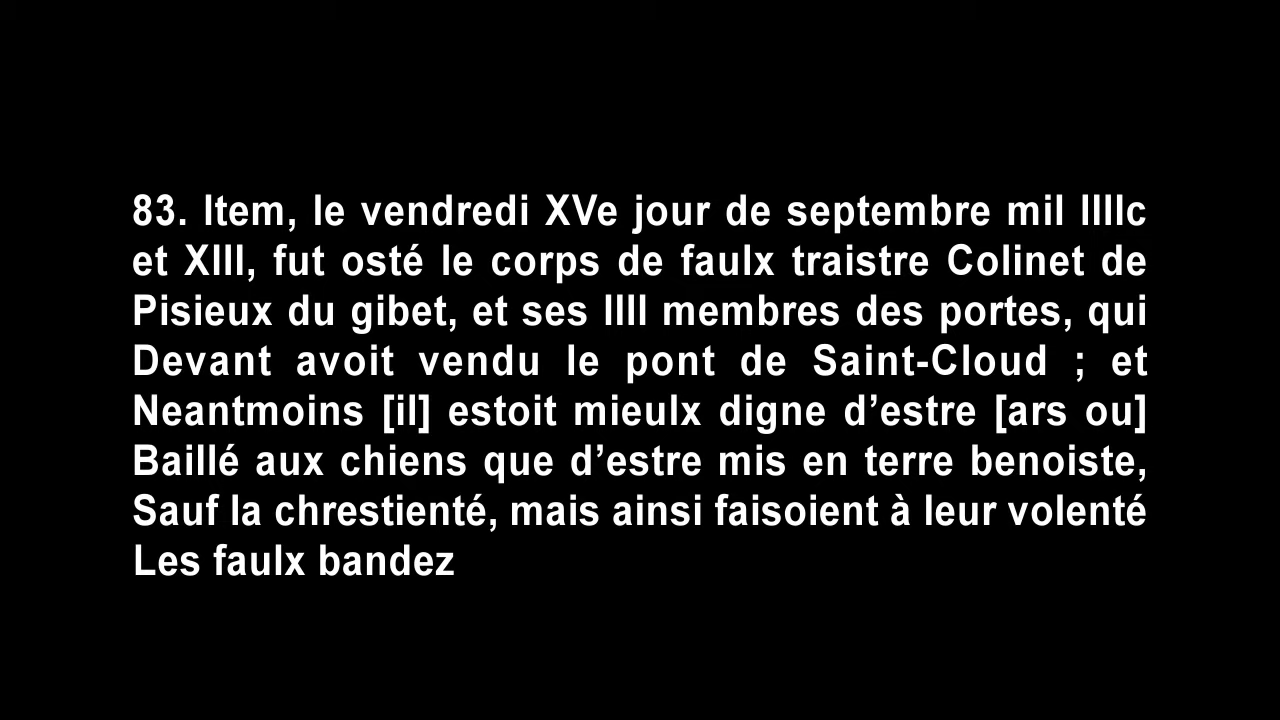 83. Item, le vendredi XVe jour de septembre mil IIIIc
et XIII, fut osté le corps de faulx traistre Colinet de
Pisieux du gibet, et ses IIII membres des portes, qui
Devant avoit vendu le pont de Saint-Cloud ; et
Neantmoins [il] estoit mieulx digne d’estre [ars ou]
Baillé aux chiens que d’estre mis en terre benoiste,
Sauf la chrestienté, mais ainsi faisoient à leur volenté
Les faulx bandez